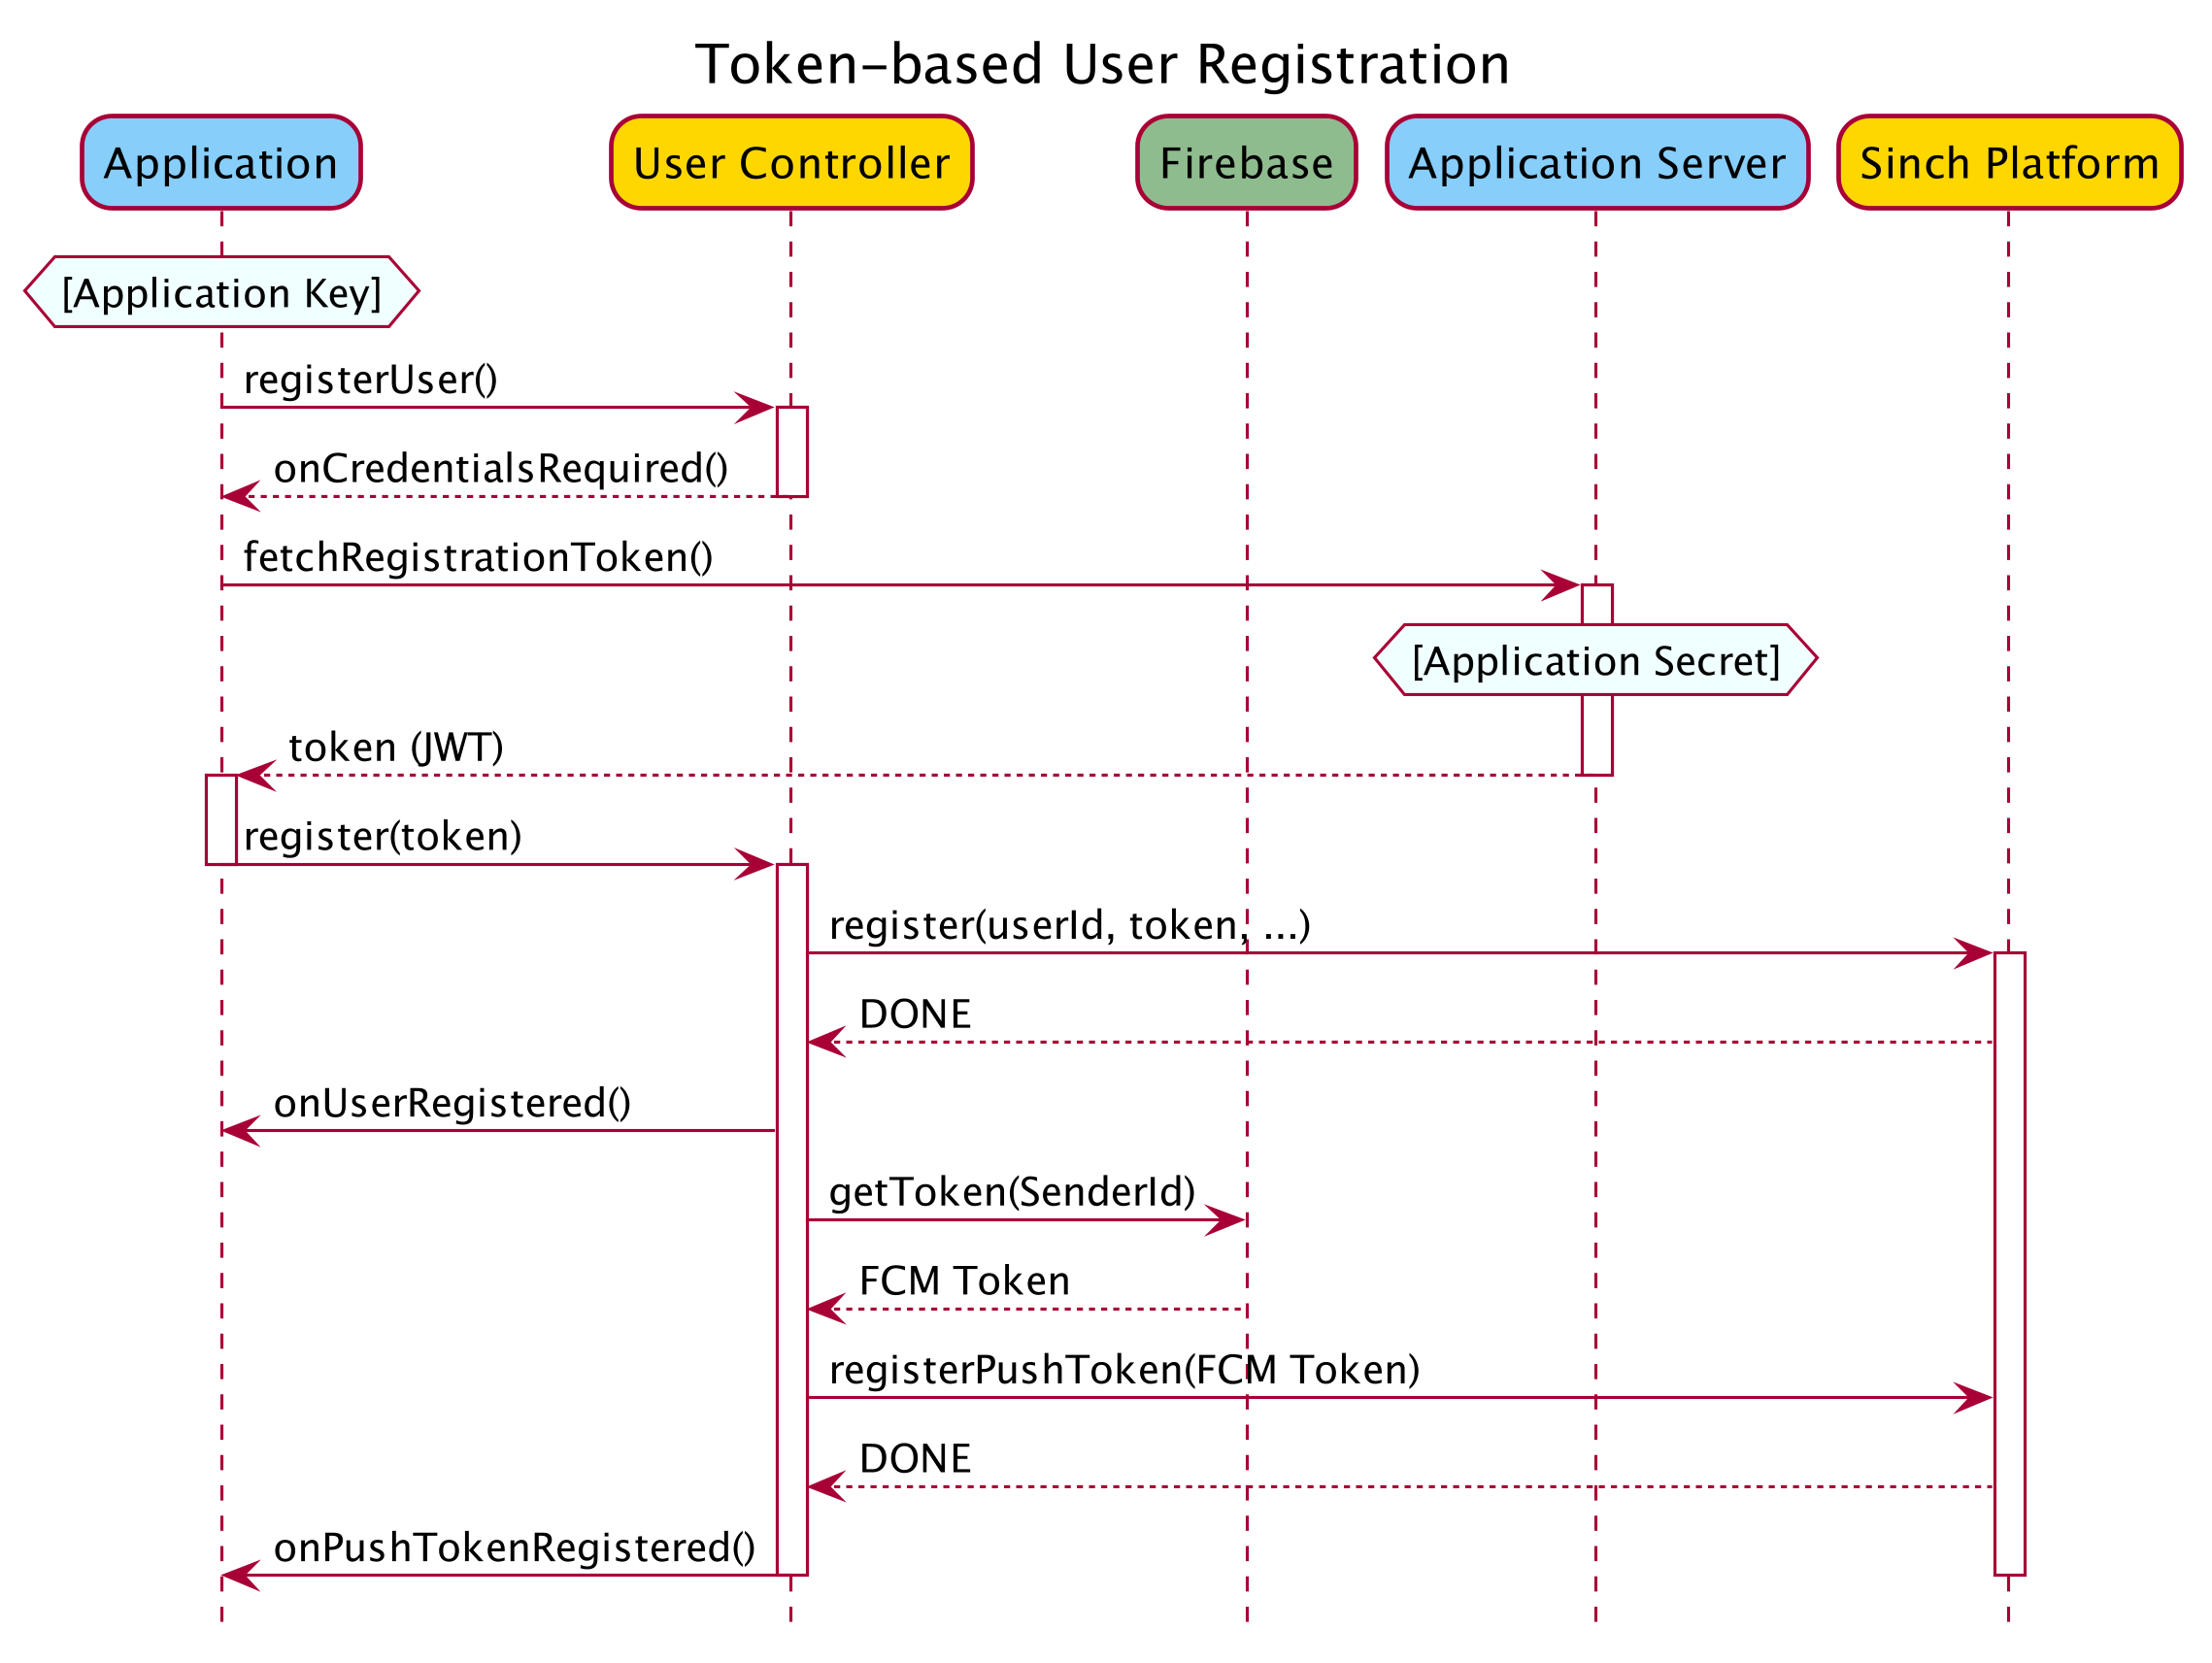 Token-based User Registration
Application
User Controller
Firebase
Application Server
Sinch Platform
[Application Key]
registerUser()
onCredentialsRequired()
fetchRegistrationToken()
[Application Secret]
token (JWT)
register(token)
register(userId, token, ...)
DONE
onUserRegistered()
getToken(SenderId)
FCM Token
registerPushToken(FCM Token)
DONE
onPushTokenRegistered()